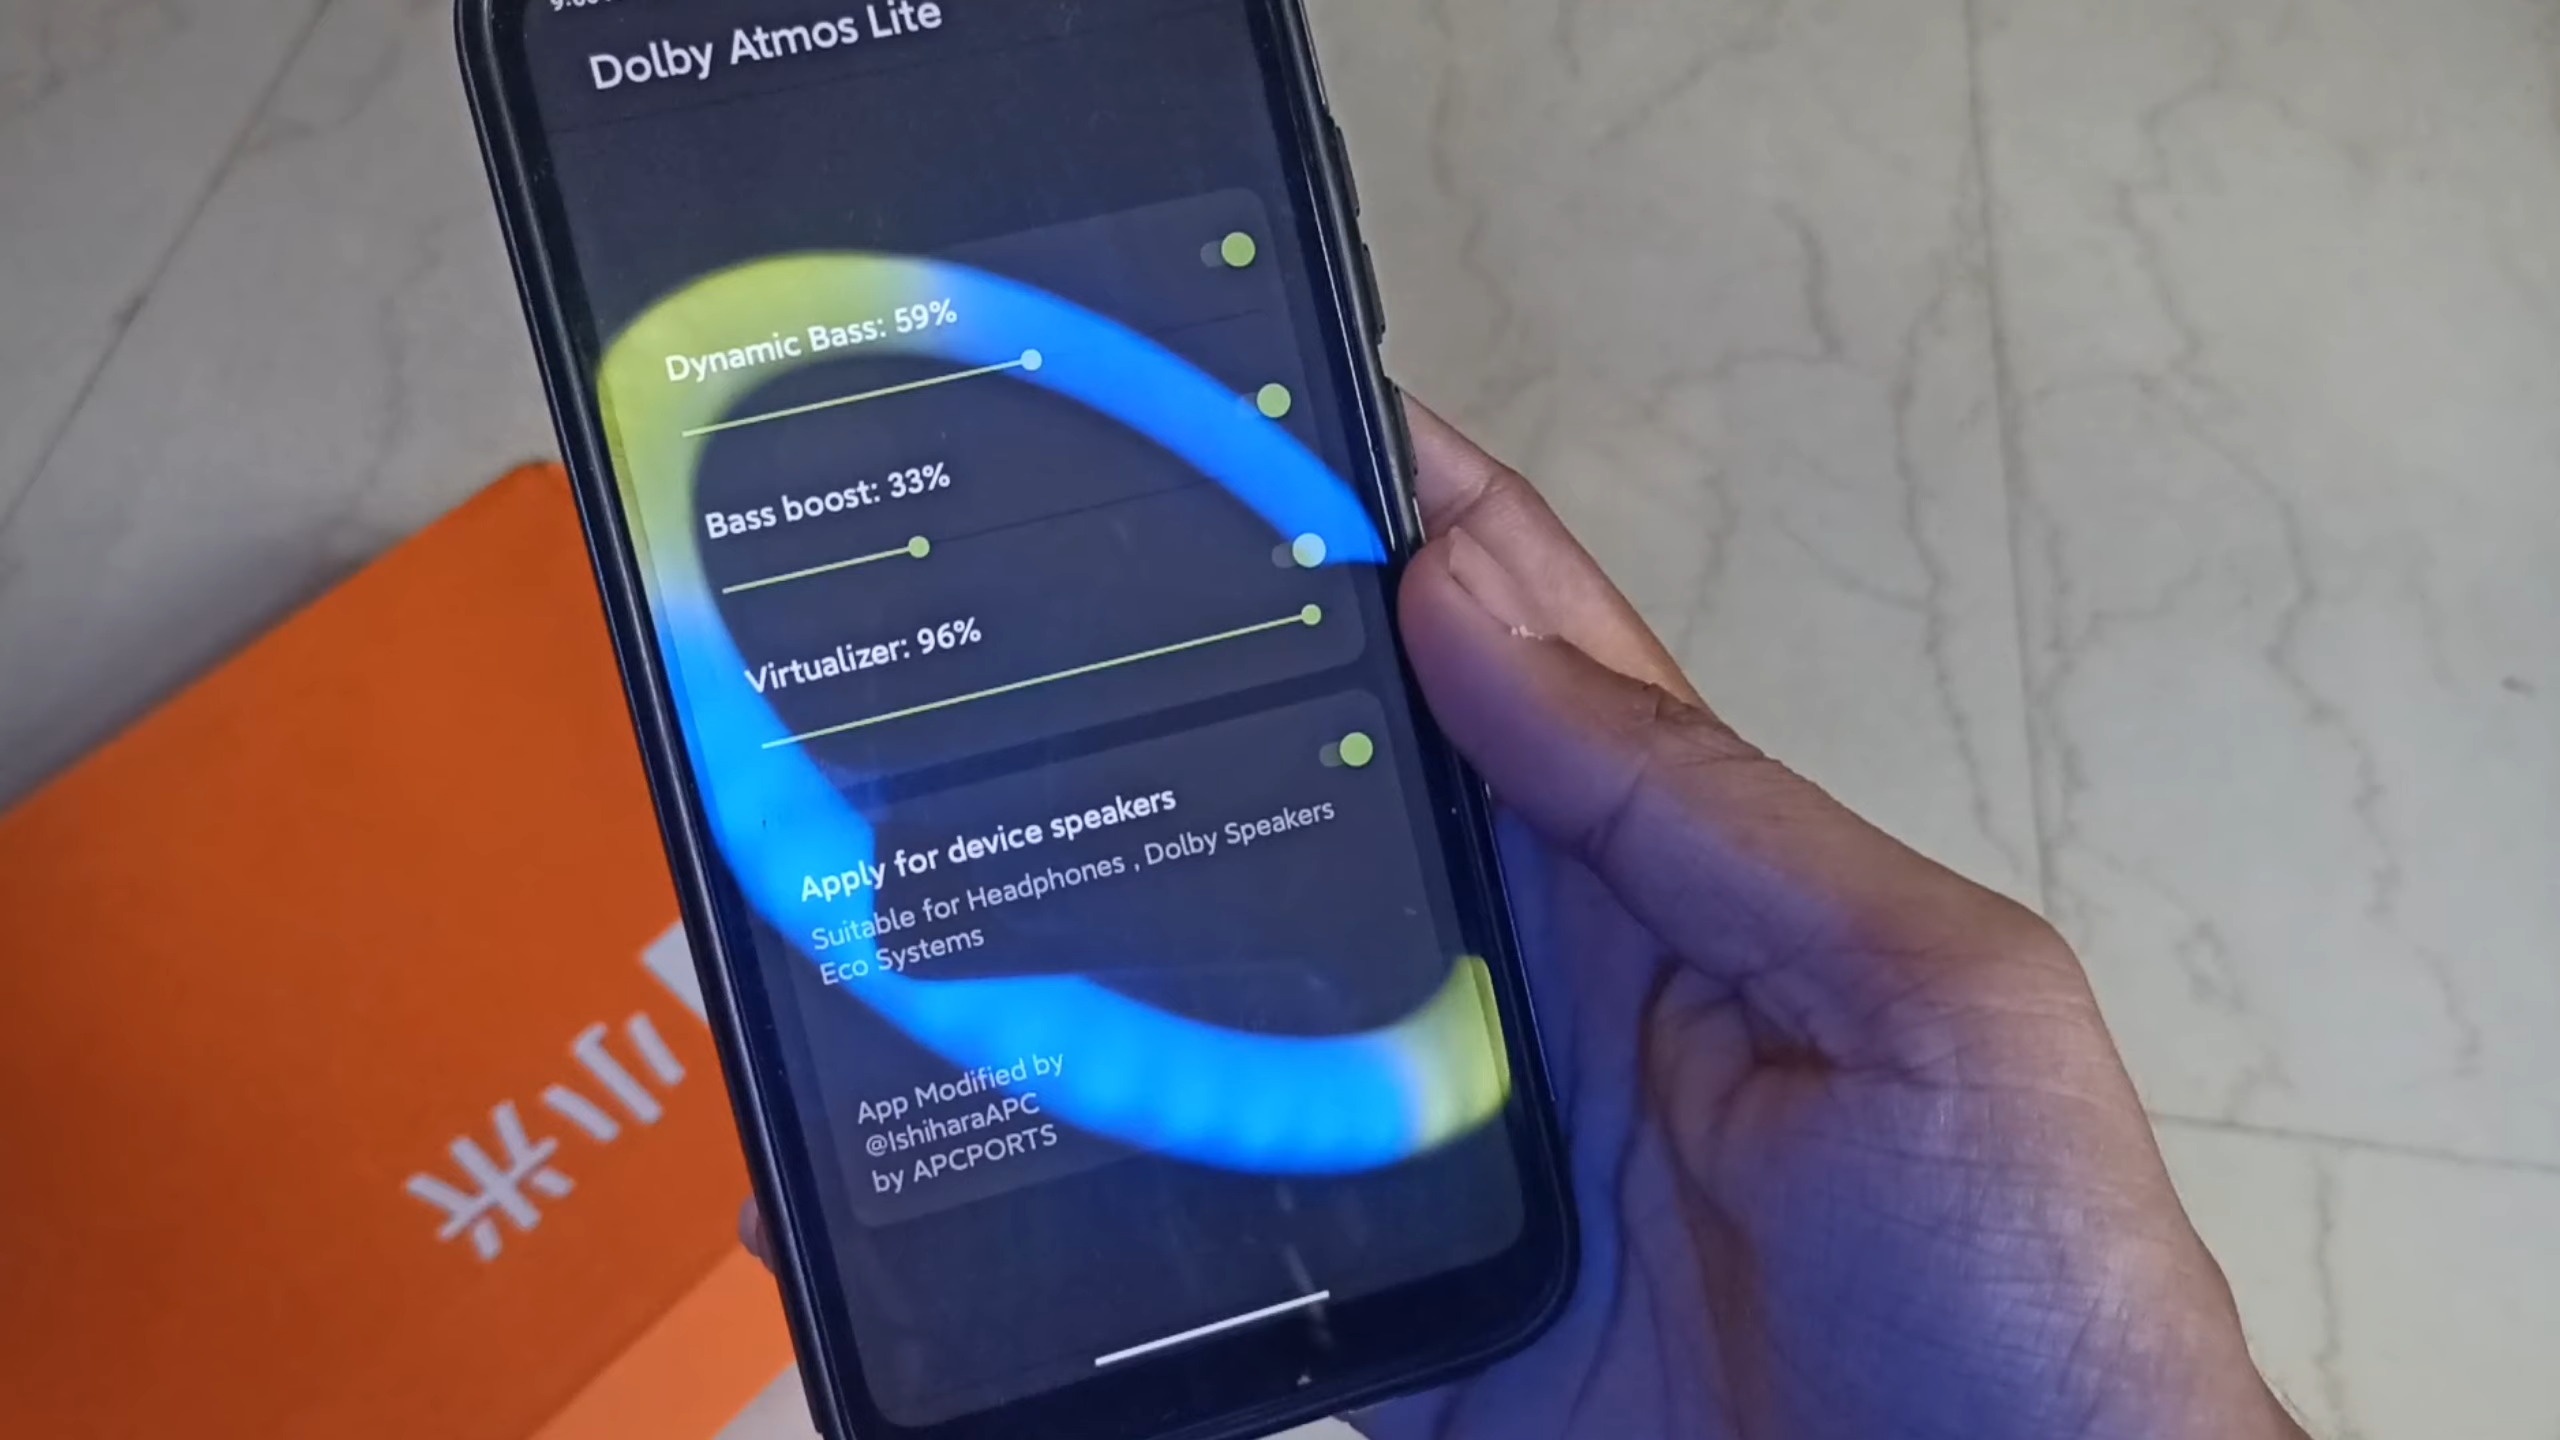 Dolby Atmos Lite
Dynamic Bass: 59%
Bass boost: 33%
Virtualizer: 96%
Apply for device speakers
Suitable for Headphones , Dolby Speakers
Eco Systems
App Modified by
@IshiharaAPC
by APCPORTS